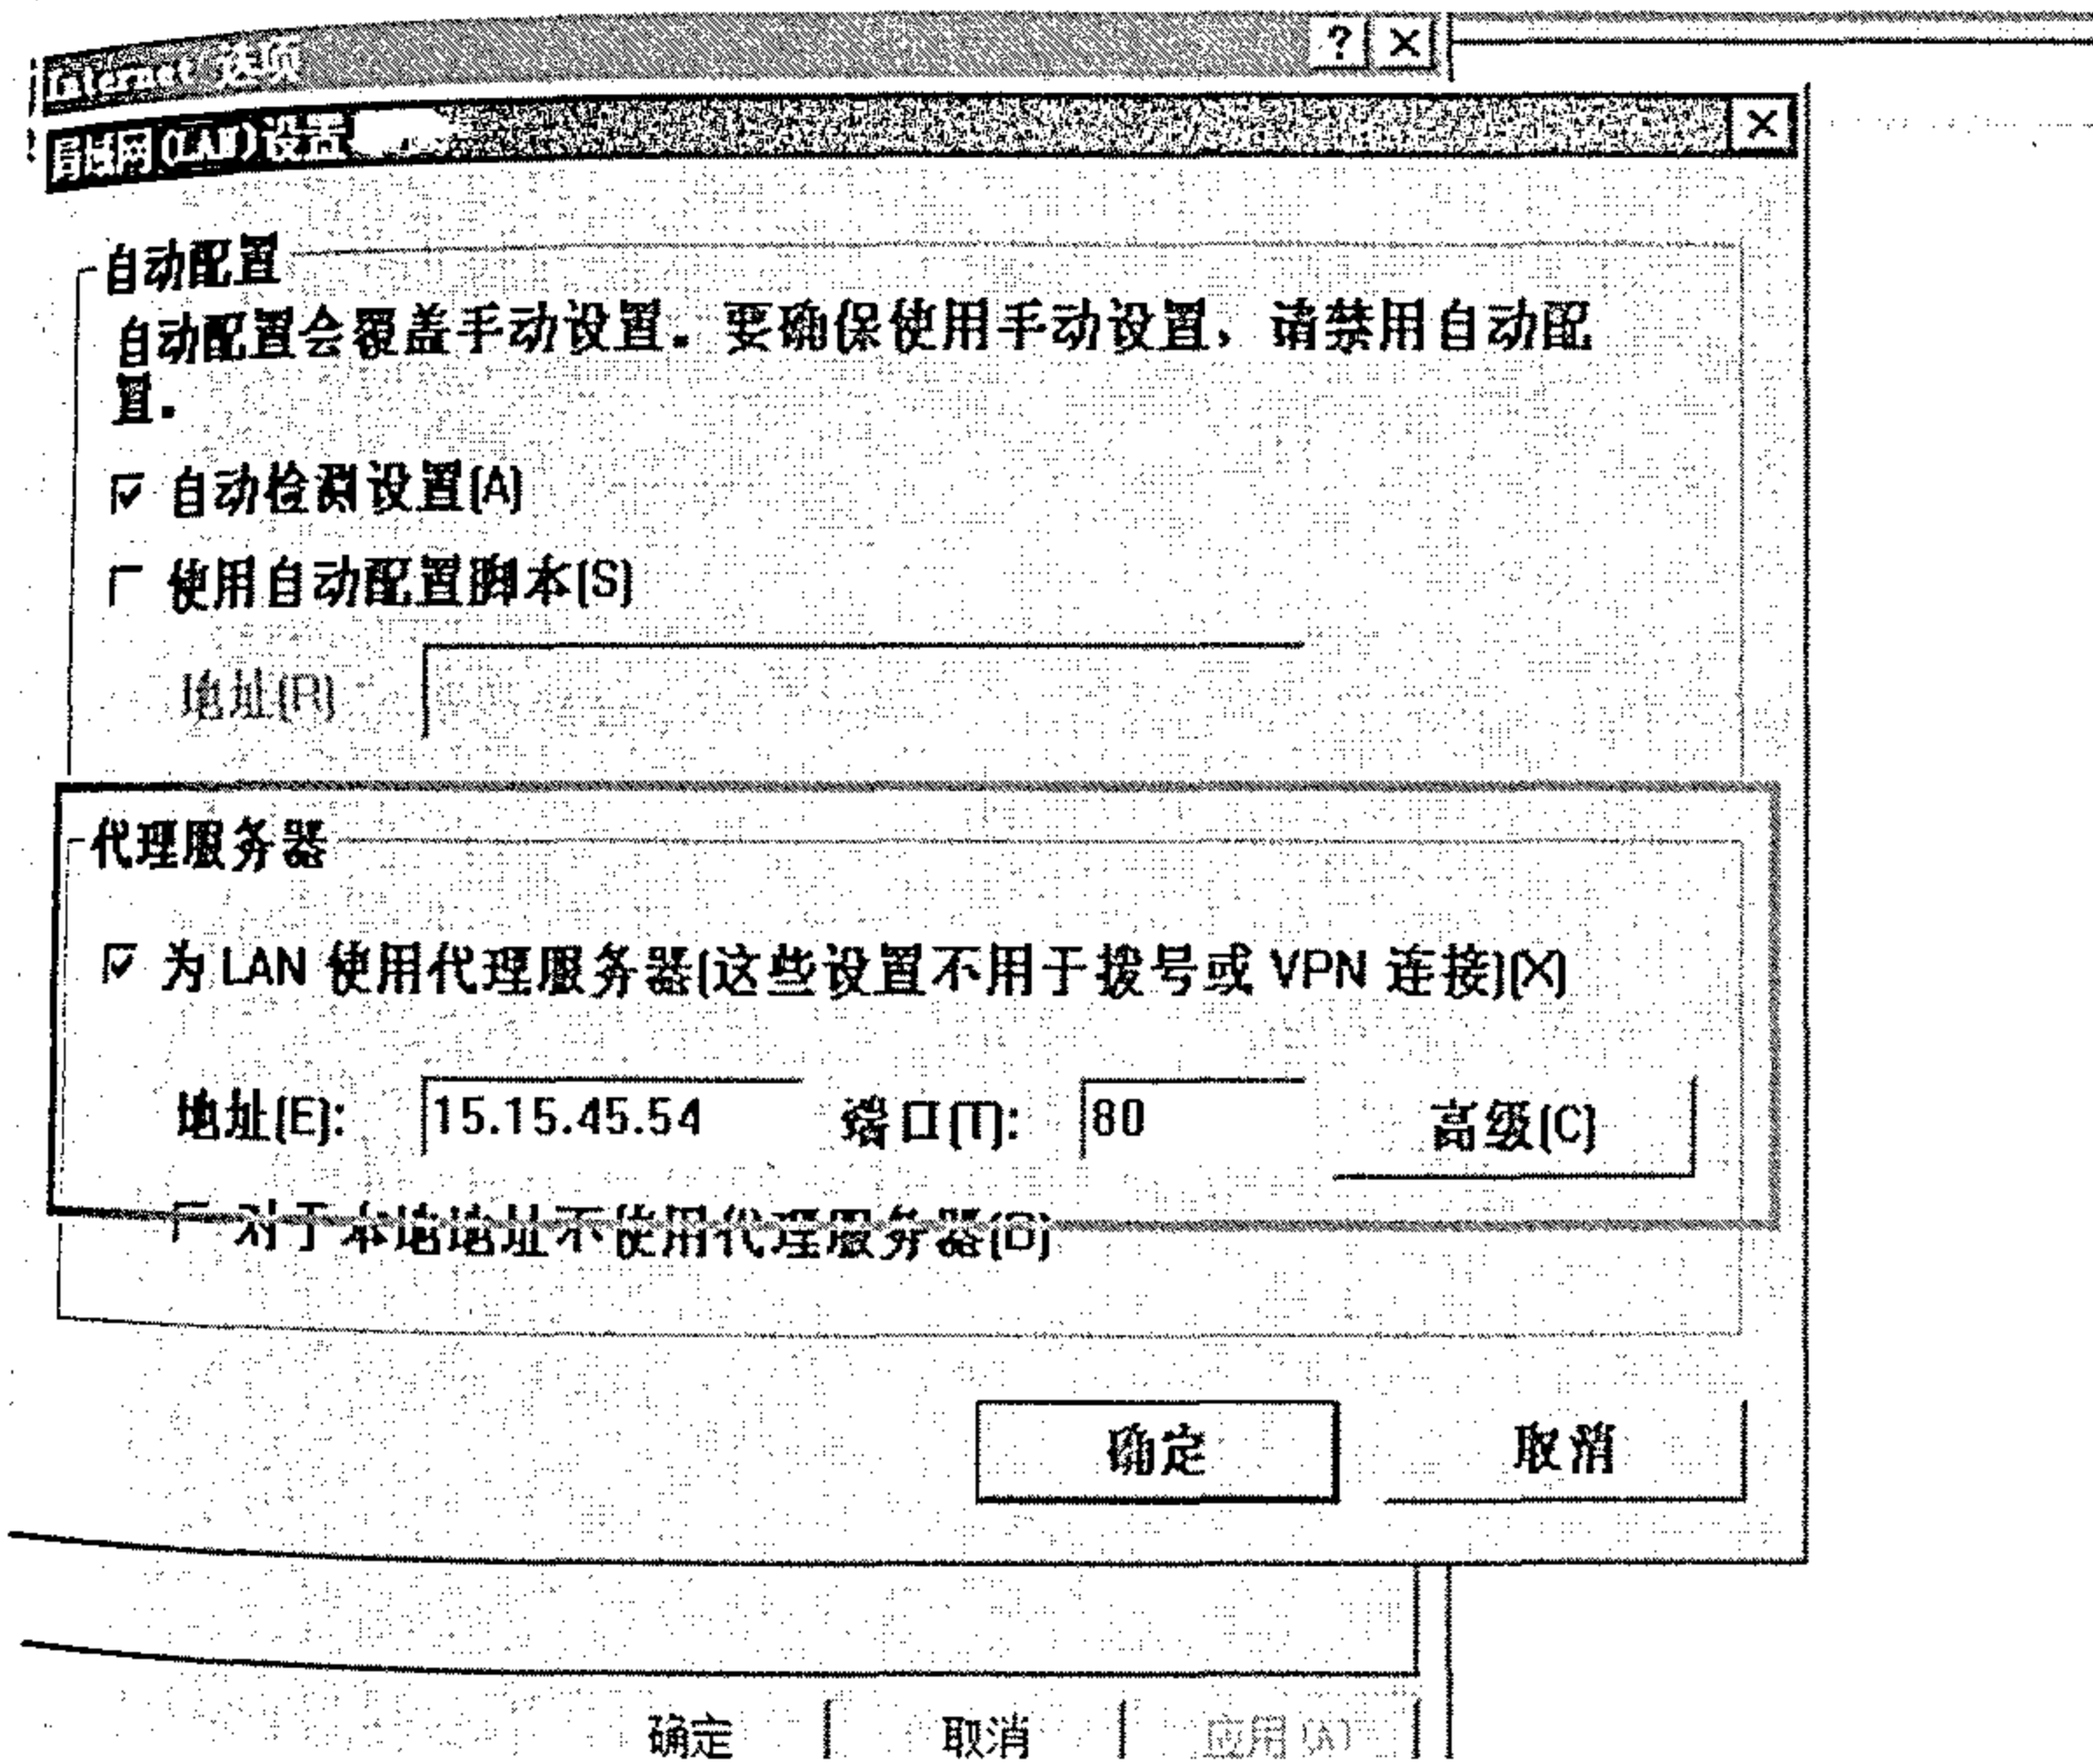 Internet 选项
局域网(LAN)设置
自动配置
自动配置会覆盖手动设置。要确保使用手动设置，请禁用自动配
置。
自动检测设置(A)
使用自动配置脚本(S)
地址(R)
代理服务器
为 LAN 使用代理服务器(这些设置不用于拨号或 VPN 连接)(X)
地址(E): 15.15.45.54 端口(T): 80 高级(C)
对于本地地址不使用代理服务器(B)
确定 取消
确定 取消 应用(A)